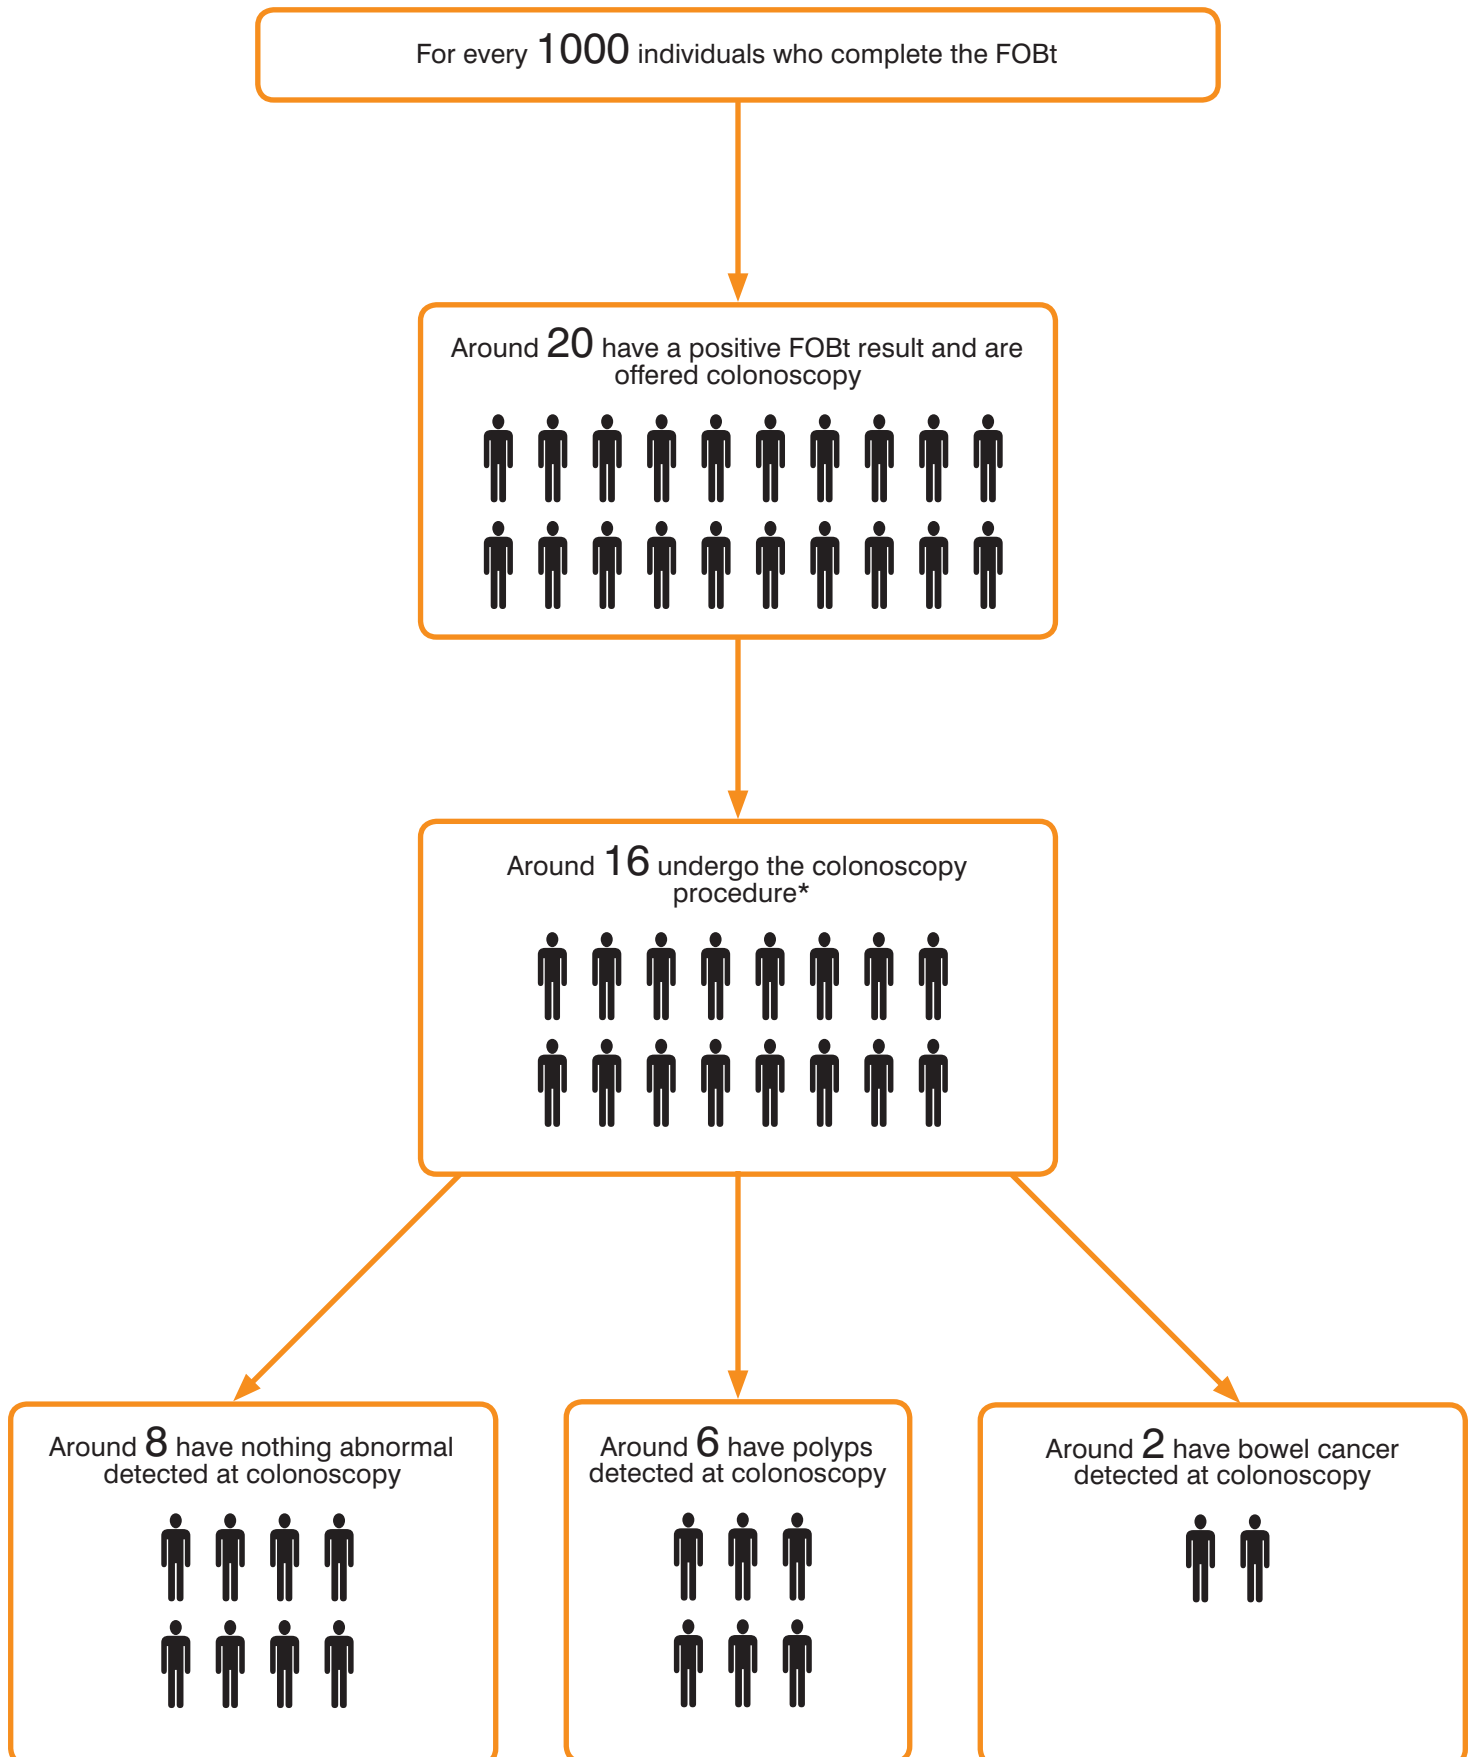 For every 1000 individuals who complete the FOBt
Around 20 have a positive FOBt result and are
offered colonoscopy
Around 16 undergo the colonoscopy
procedure*
Around 8 have nothing abnormal
detected at colonoscopy
Around 6 have polyps
detected at colonoscopy
Around 2 have bowel cancer
detected at colonoscopy